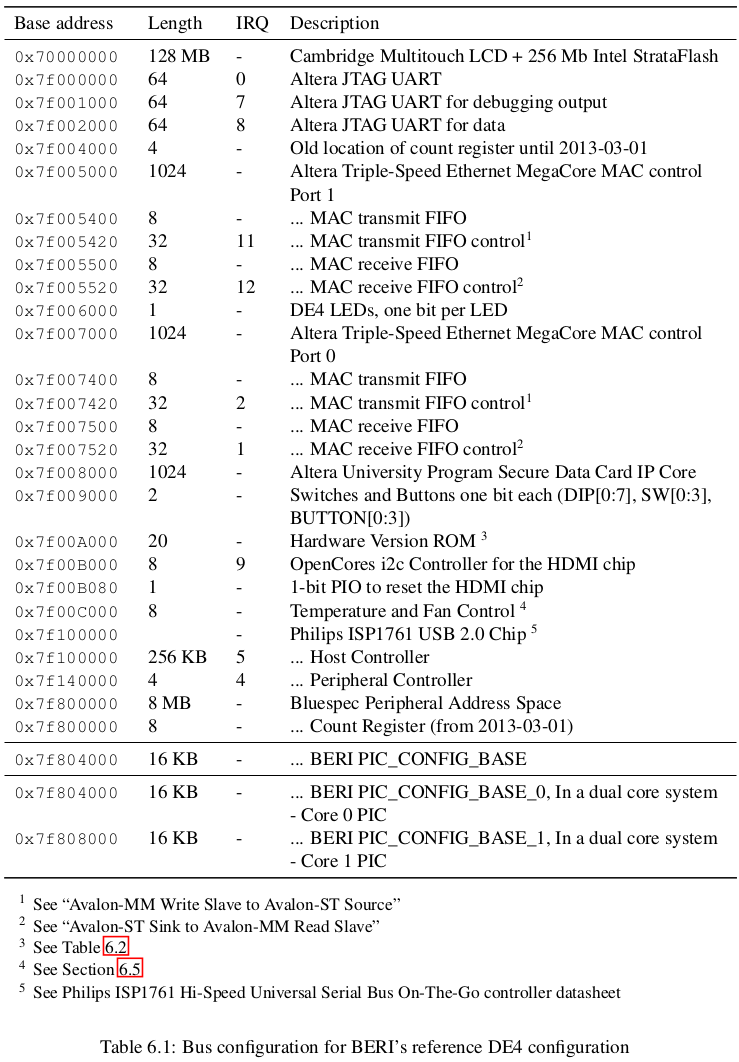 Base address Length IRQ Description
0x70000000 128 MB - Cambridge Multitouch LCD + 256 Mb Intel StrataFlash
0x7f000000 64 0 Altera JTAG UART
0x7f001000 64 7 Altera JTAG UART for debugging output
0x7f002000 64 8 Altera JTAG UART for data
0x7f004000 4 - Old location of count register until 2013-03-01
0x7f005000 1024 - Altera Triple-Speed Ethernet MegaCore MAC control
Port 1
0x7f005400 8 - ... MAC transmit FIFO
0x7f005420 32 11 ... MAC transmit FIFO control¹
0x7f005500 8 - ... MAC receive FIFO
0x7f005520 32 12 ... MAC receive FIFO control²
0x7f006000 1 - DE4 LEDs, one bit per LED
0x7f007000 1024 - Altera Triple-Speed Ethernet MegaCore MAC control
Port 0
0x7f007400 8 - ... MAC transmit FIFO
0x7f007420 32 2 ... MAC transmit FIFO control¹
0x7f007500 8 - ... MAC receive FIFO
0x7f007520 32 1 ... MAC receive FIFO control²
0x7f008000 1024 - Altera University Program Secure Data Card IP Core
0x7f009000 2 - Switches and Buttons one bit each (DIP[0:7], SW[0:3],
BUTTON[0:3])
0x7f00A000 20 - Hardware Version ROM ³
0x7f00B000 8 9 OpenCores i2c Controller for the HDMI chip
0x7f00B080 1 - 1-bit PIO to reset the HDMI chip
0x7f00C000 8 - Temperature and Fan Control ⁴
0x7f100000 - Philips ISP1761 USB 2.0 Chip ⁵
0x7f100000 256 KB 5 ... Host Controller
0x7f140000 4 4 ... Peripheral Controller
0x7f800000 8 MB - Bluespec Peripheral Address Space
0x7f800000 8 - ... Count Register (from 2013-03-01)
0x7f804000 16 KB - ... BERI PIC_CONFIG_BASE
0x7f804000 16 KB - ... BERI PIC_CONFIG_BASE_0, In a dual core system
- Core 0 PIC
0x7f808000 16 KB - ... BERI PIC_CONFIG_BASE_1, In a dual core system
- Core 1 PIC
¹ See “Avalon-MM Write Slave to Avalon-ST Source”
² See “Avalon-ST Sink to Avalon-MM Read Slave”
³ See Table 6.2
⁴ See Section 6.5
⁵ See Philips ISP1761 Hi-Speed Universal Serial Bus On-The-Go controller datasheet
Table 6.1: Bus configuration for BERI’s reference DE4 configuration